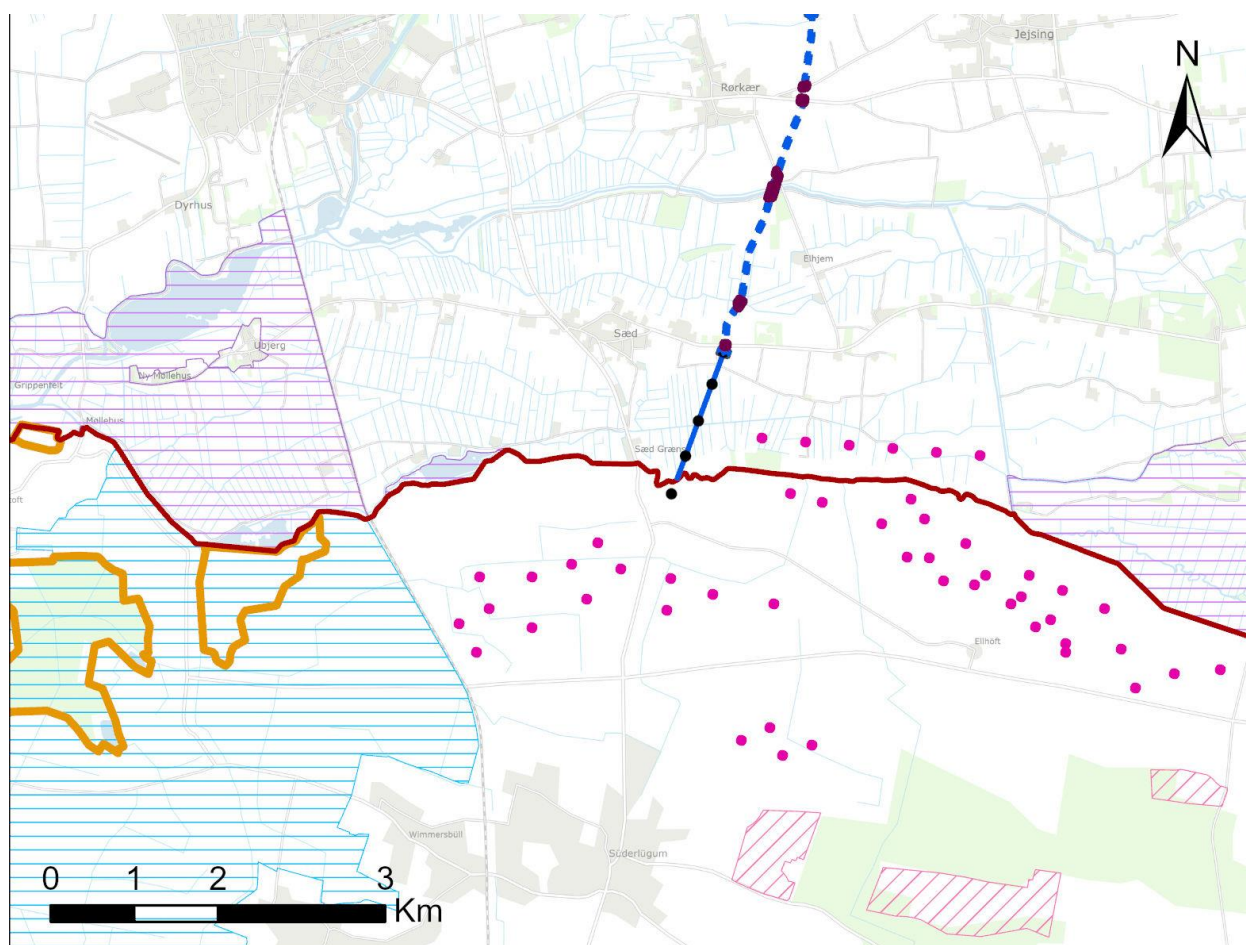 Jejsing
N
Rørkær
Dyrhus
Elhjem
Sæd
Ubjerg
Ny Møllehus
Grippenfelt
Møllehus
Sæd Grænse
toft
Ellhöft
Wimmersbüll
Süderlügum
0 1 2 3
Km